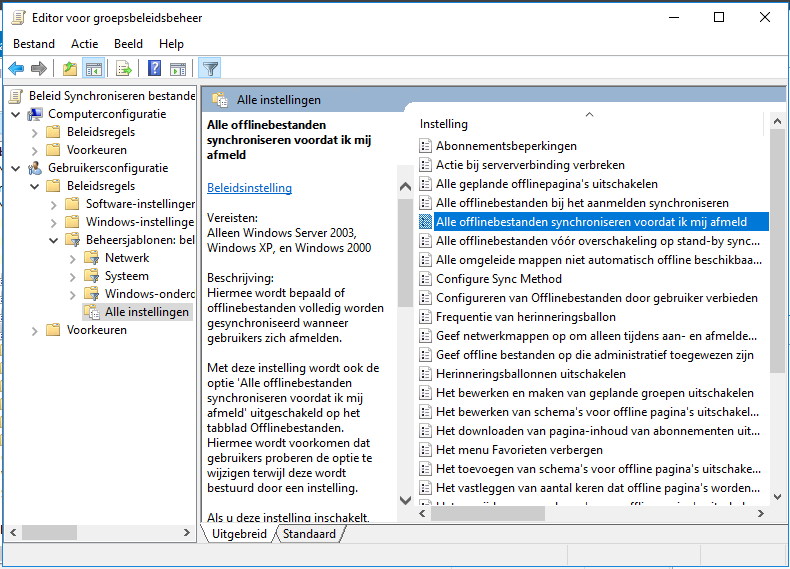 Editor voor groepsbeleidsbeheer
Bestand Actie Beeld Help
Beleid Synchroniseren bestande
Computerconfiguratie
Beleidsregels
Voorkeuren
Gebruikersconfiguratie
Beleidsregels
Software-instellingen
Windows-instellinge
Beheersjablonen: bel
Netwerk
Systeem
Windows-onderd
Alle instellingen
Voorkeuren
Alle instellingen
Alle offlinebestanden
synchroniseren voordat ik mij
afmeld
Beleidsinstelling
Vereisten:
Alleen Windows Server 2003,
Windows XP, en Windows 2000
Beschrijving:
Hiermee wordt bepaald of
offlinebestanden volledig worden
gesynchroniseerd wanneer
gebruikers zich afmelden.
Met deze instelling wordt ook de
optie 'Alle offlinebestanden
synchroniseren voordat ik mij
afmeld' uitgeschakeld op het
tabblad Offlinebestanden.
Hiermee wordt voorkomen dat
gebruikers proberen de optie te
wijzigen terwijl deze wordt
bestuurd door een instelling.
Als u deze instelling inschakelt,
Instelling
Abonnementsbeperkingen
Actie bij serververbinding verbreken
Alle geplande offlinepagina's uitschakelen
Alle offlinebestanden bij het aanmelden synchroniseren
Alle offlinebestanden synchroniseren voordat ik mij afmeld
Alle offlinebestanden vóór overschakeling op stand-by sync...
Alle omgeleide mappen niet automatisch offline beschikbaa...
Configure Sync Method
Configureren van Offlinebestanden door gebruiker verbieden
Frequentie van herinneringsballon
Geef netwerkmappen op om alleen tijdens aan- en afmelde...
Geef offline bestanden op die administratief toegewezen zijn
Herinneringsballonnen uitschakelen
Het bewerken en maken van geplande groepen uitschakelen
Het bewerken van schema's voor offline pagina's uitschakel...
Het downloaden van pagina-inhoud van abonnementen uit...
Het menu Favorieten verbergen
Het toevoegen van schema's voor offline pagina's uitschake...
Het vastleggen van aantal keren dat offline pagina's worden...
Uitgebreid Standaard